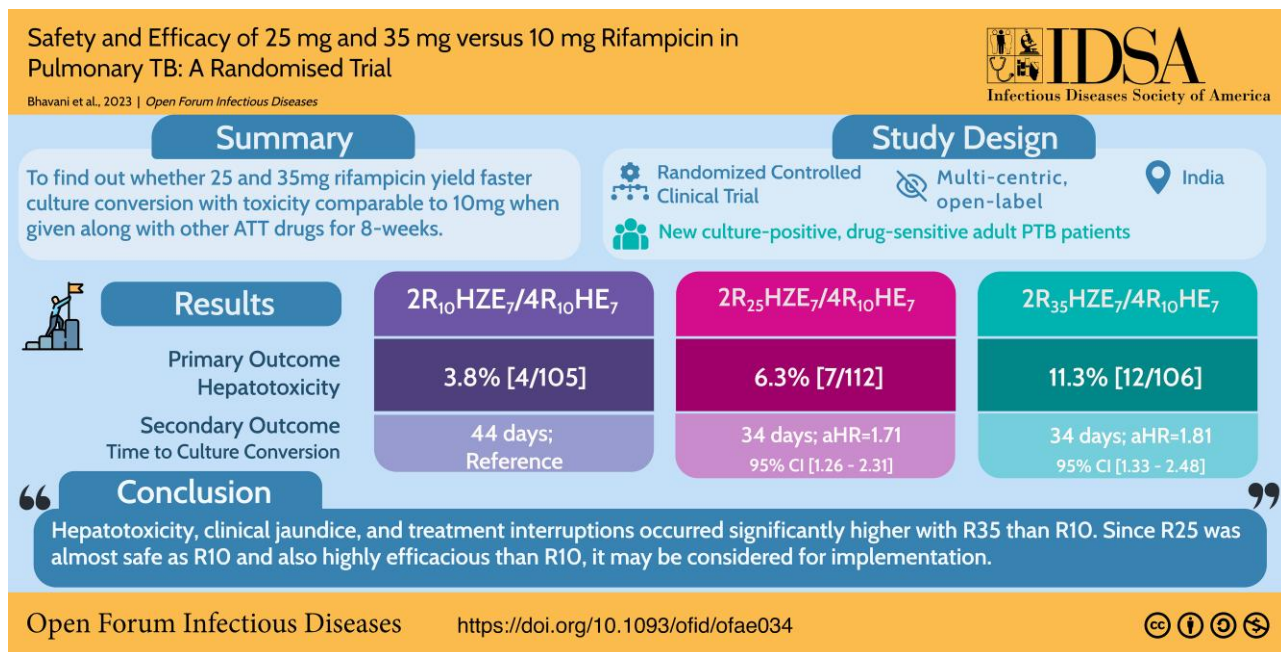 Safety and Efficacy of 25 mg and 35 mg versus 10 mg Rifampicin in
Pulmonary TB: A Randomised Trial
Bhavani et al., 2023 | Open Forum Infectious Diseases
IDSA
Infectious Diseases Society of America
Summary
To find out whether 25 and 35mg rifampicin yield faster
culture conversion with toxicity comparable to 10mg when
given along with other ATT drugs for 8-weeks.
Study Design
Randomized Controlled
Clinical Trial
Multi-centric,
open-label
India
New culture-positive, drug-sensitive adult PTB patients
Results
2R₁₀HZE₇/4R₁₀HE₇
2R₂₅HZE₇/4R₁₀HE₇
2R₃₅HZE₇/4R₁₀HE₇
Primary Outcome
Hepatotoxicity
3.8% [4/105]
6.3% [7/112]
11.3% [12/106]
Secondary Outcome
Time to Culture Conversion
44 days;
Reference
34 days; aHR=1.71
95% CI [1.26 - 2.31]
34 days; aHR=1.81
95% CI [1.33 - 2.48]
“ Conclusion ”
Hepatotoxicity, clinical jaundice, and treatment interruptions occurred significantly higher with R35 than R10. Since R25 was
almost safe as R10 and also highly efficacious than R10, it may be considered for implementation.
Open Forum Infectious Diseases
https://doi.org/10.1093/ofid/ofae034
cc